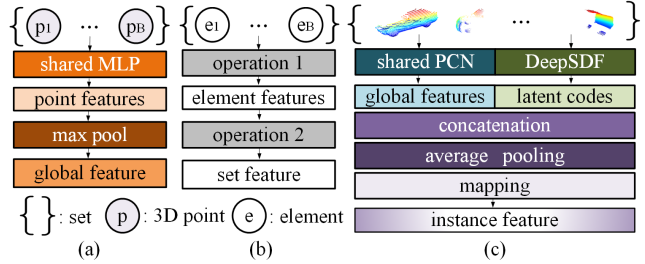 { p1 ... pB } { e1 ... eB } { ... }
shared MLP operation 1 shared PCN DeepSDF
point features element features global features latent codes
max pool operation 2 concatenation
global feature set feature average pooling
mapping
instance feature
{ } : set p : 3D point e : element
(a) (b) (c)